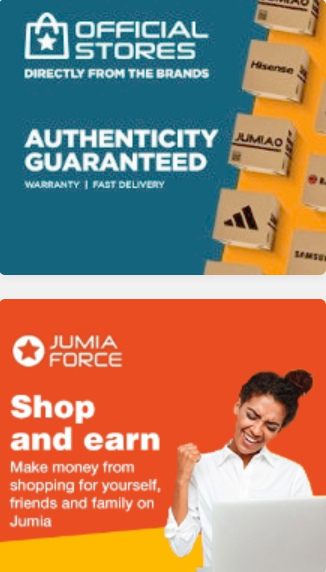 OFFICIAL
STORES
DIRECTLY FROM THE BRANDS
AUTHENTICITY
GUARANTEED
WARRANTY | FAST DELIVERY
Hisense
JUMIA
SAMSUNG
JUMIA
FORCE
Shop
and earn
Make money from
shopping for yourself,
friends and family on
Jumia